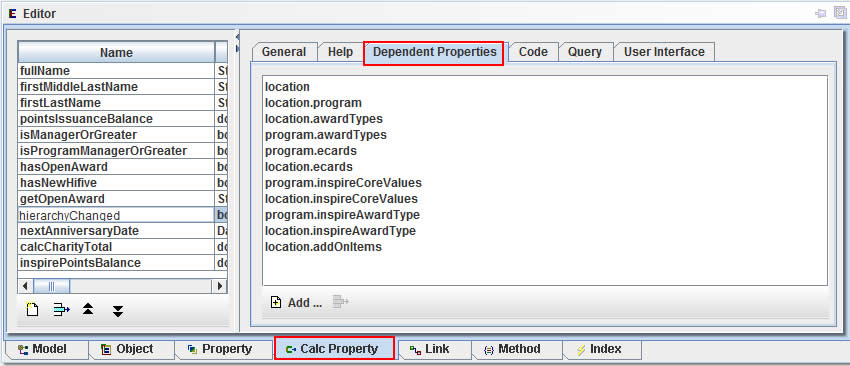 Editor
Name
fullName St
firstMiddleLastName St
firstLastName St
pointsIssuanceBalance do
isManagerOrGreater bo
isProgramManagerOrGreater bo
hasOpenAward bo
hasNewHifive bo
getOpenAward St
hierarchyChanged bo
nextAnniversaryDate Da
calcCharityTotal do
inspirePointsBalance do
General Help Dependent Properties Code Query User Interface
location
location.program
location.awardTypes
program.awardTypes
program.ecards
location.ecards
program.inspireCoreValues
location.inspireCoreValues
program.inspireAwardType
location.inspireAwardType
location.addOnItems
Add ...
Model Object Property Calc Property Link Method Index